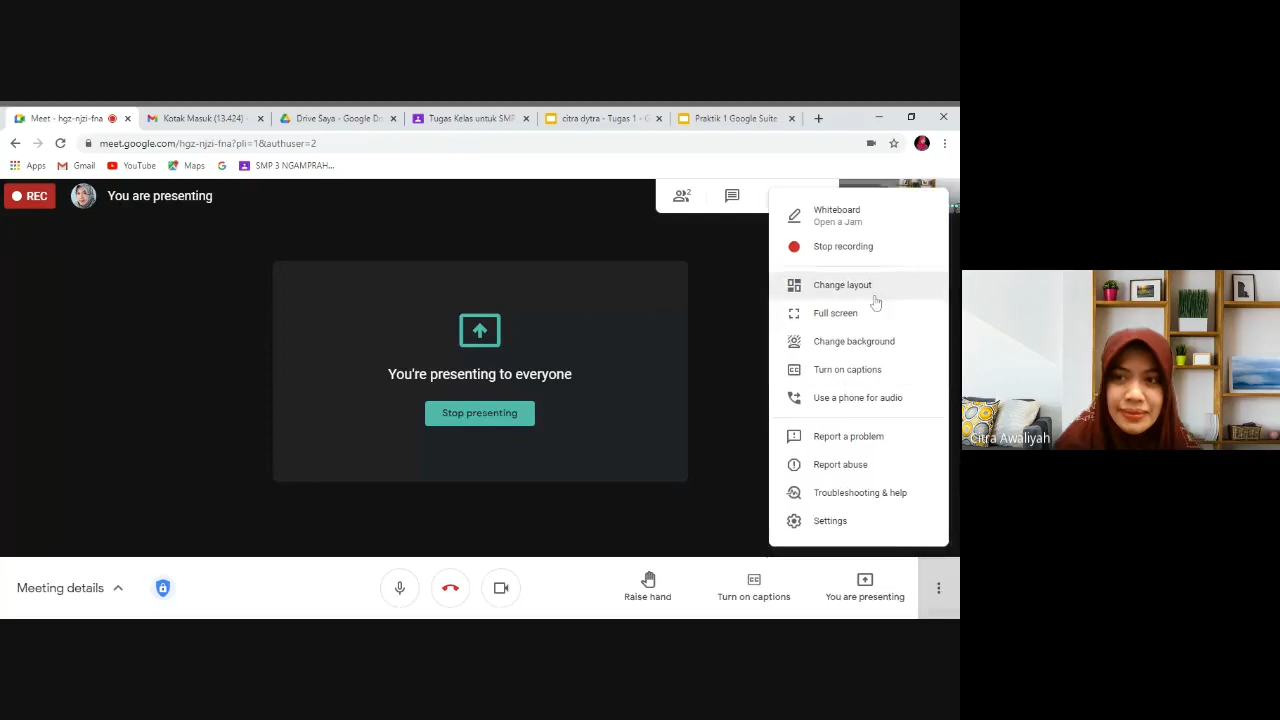 Meet - hgz-njzi-fna
Kotak Masuk (13.424) -
Drive Saya - Google D
Tugas Kelas untuk SMP
citra dytra - Tugas 1 - G
Praktik 1 Google Suite
meet.google.com/hgz-njzi-fna?pli=1&authuser=2
Apps
Gmail
YouTube
Maps
SMP 3 NGAMPRAH...
REC
You are presenting
2
Whiteboard
Open a Jam
Stop recording
Change layout
Full screen
Change background
Turn on captions
Use a phone for audio
Report a problem
Report abuse
Troubleshooting & help
Settings
You're presenting to everyone
Stop presenting
Citra Awaliyah
Meeting details
Raise hand
Turn on captions
You are presenting